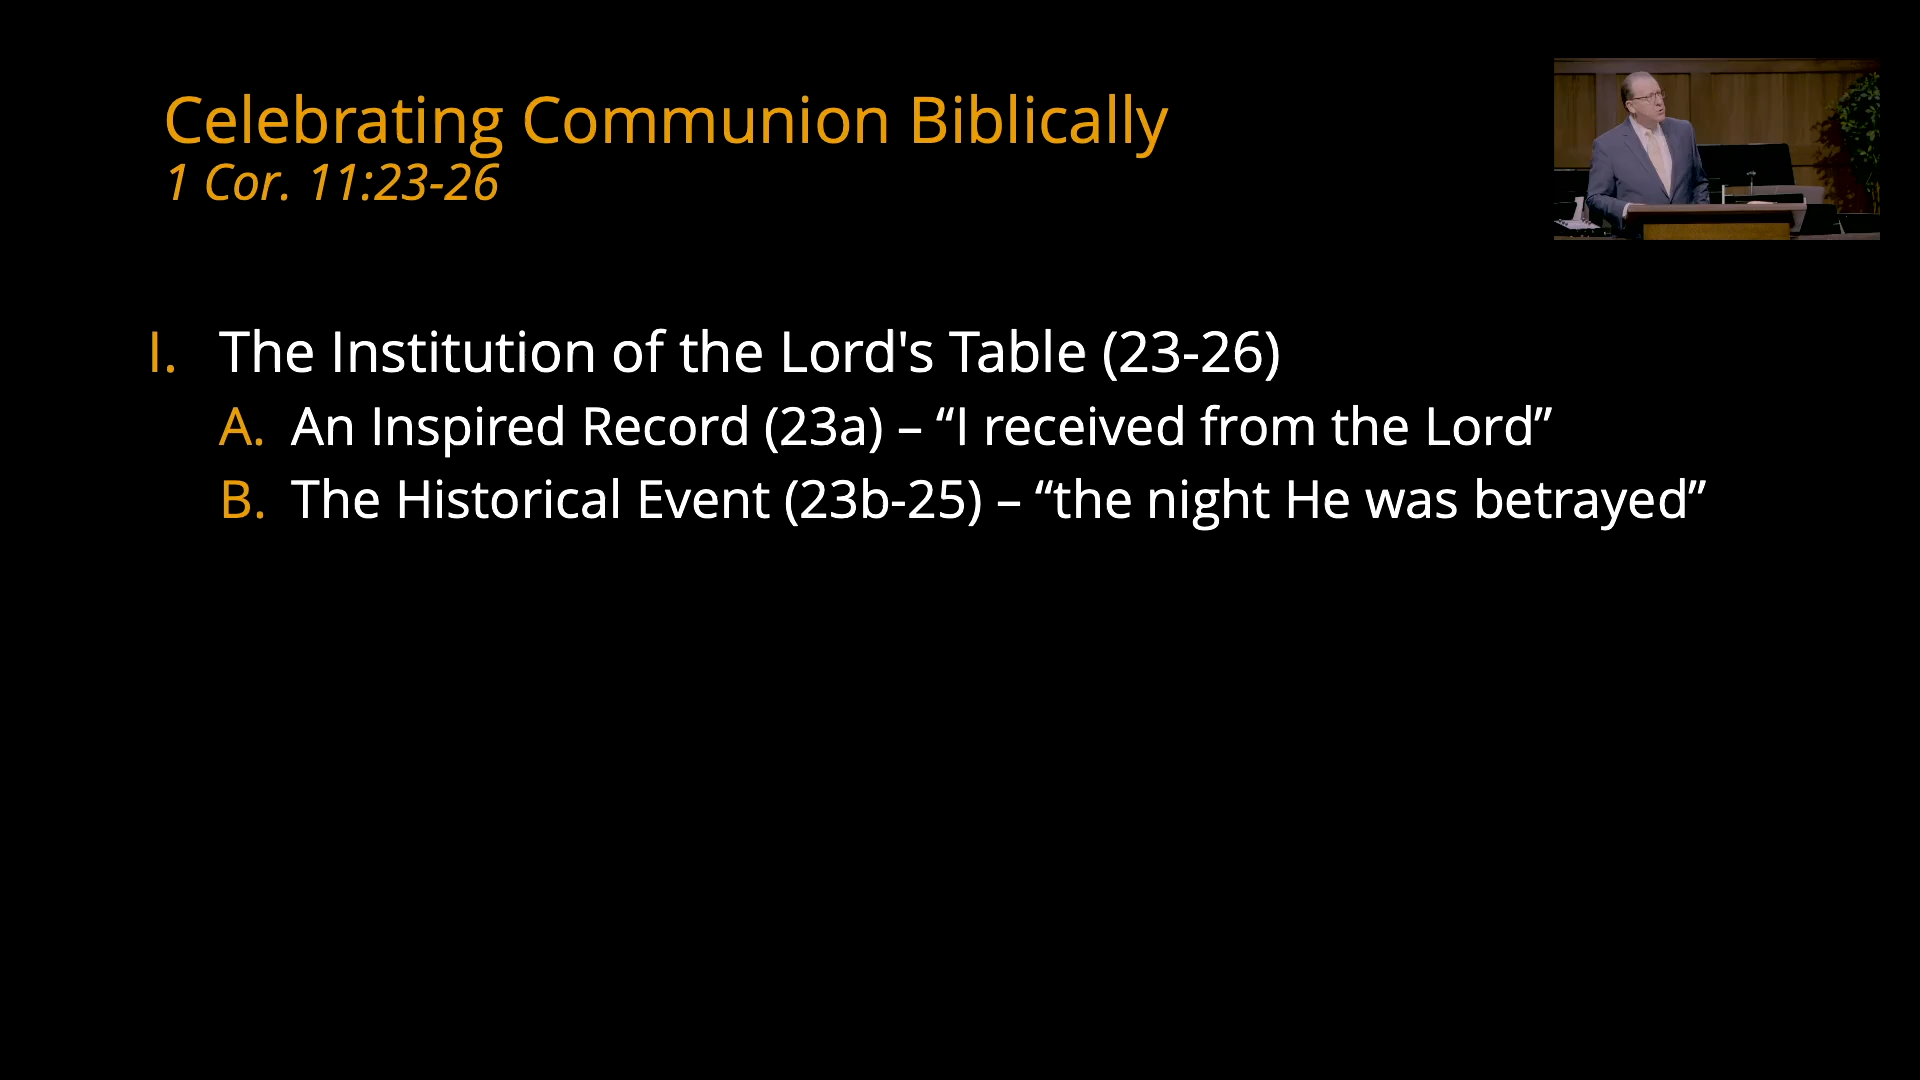 Celebrating Communion Biblically
1 Cor. 11:23-26
I. The Institution of the Lord's Table (23-26)
A. An Inspired Record (23a) – “I received from the Lord”
B. The Historical Event (23b-25) – “the night He was betrayed”